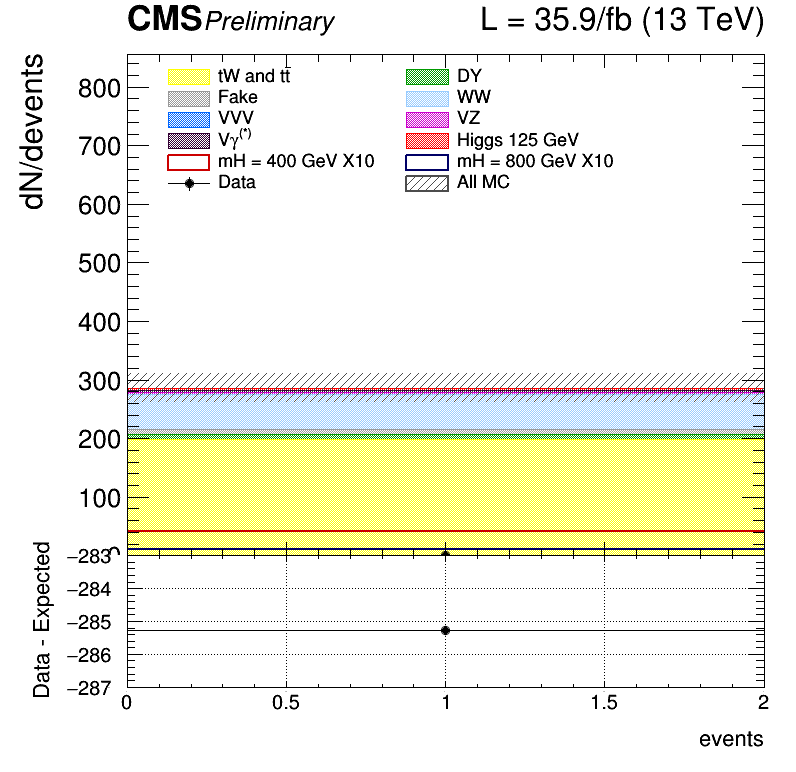 CMS Preliminary L = 35.9/fb (13 TeV)
dN/devents
800
700
600
500
400
300
200
100
0
tW and tt̄ DY
Fake WW
VVV VZ
Vγ(*) Higgs 125 GeV
mH = 400 GeV X10 mH = 800 GeV X10
Data All MC
Data - Expected
−283
−284
−285
−286
−287
0 0.5 1 1.5 2
events